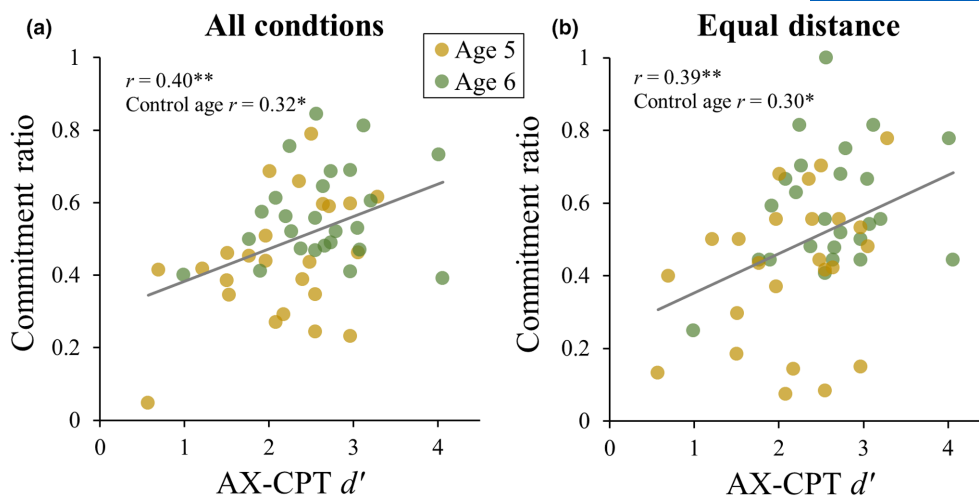 (a)
All condtions
Age 5
Age 6
r = 0.40**
Control age r = 0.32*
Commitment ratio
1
0.8
0.6
0.4
0.2
0
0
1
2
3
4
AX-CPT d′
(b)
Equal distance
r = 0.39**
Control age r = 0.30*
Commitment ratio
1
0.8
0.6
0.4
0.2
0
0
1
2
3
4
AX-CPT d′